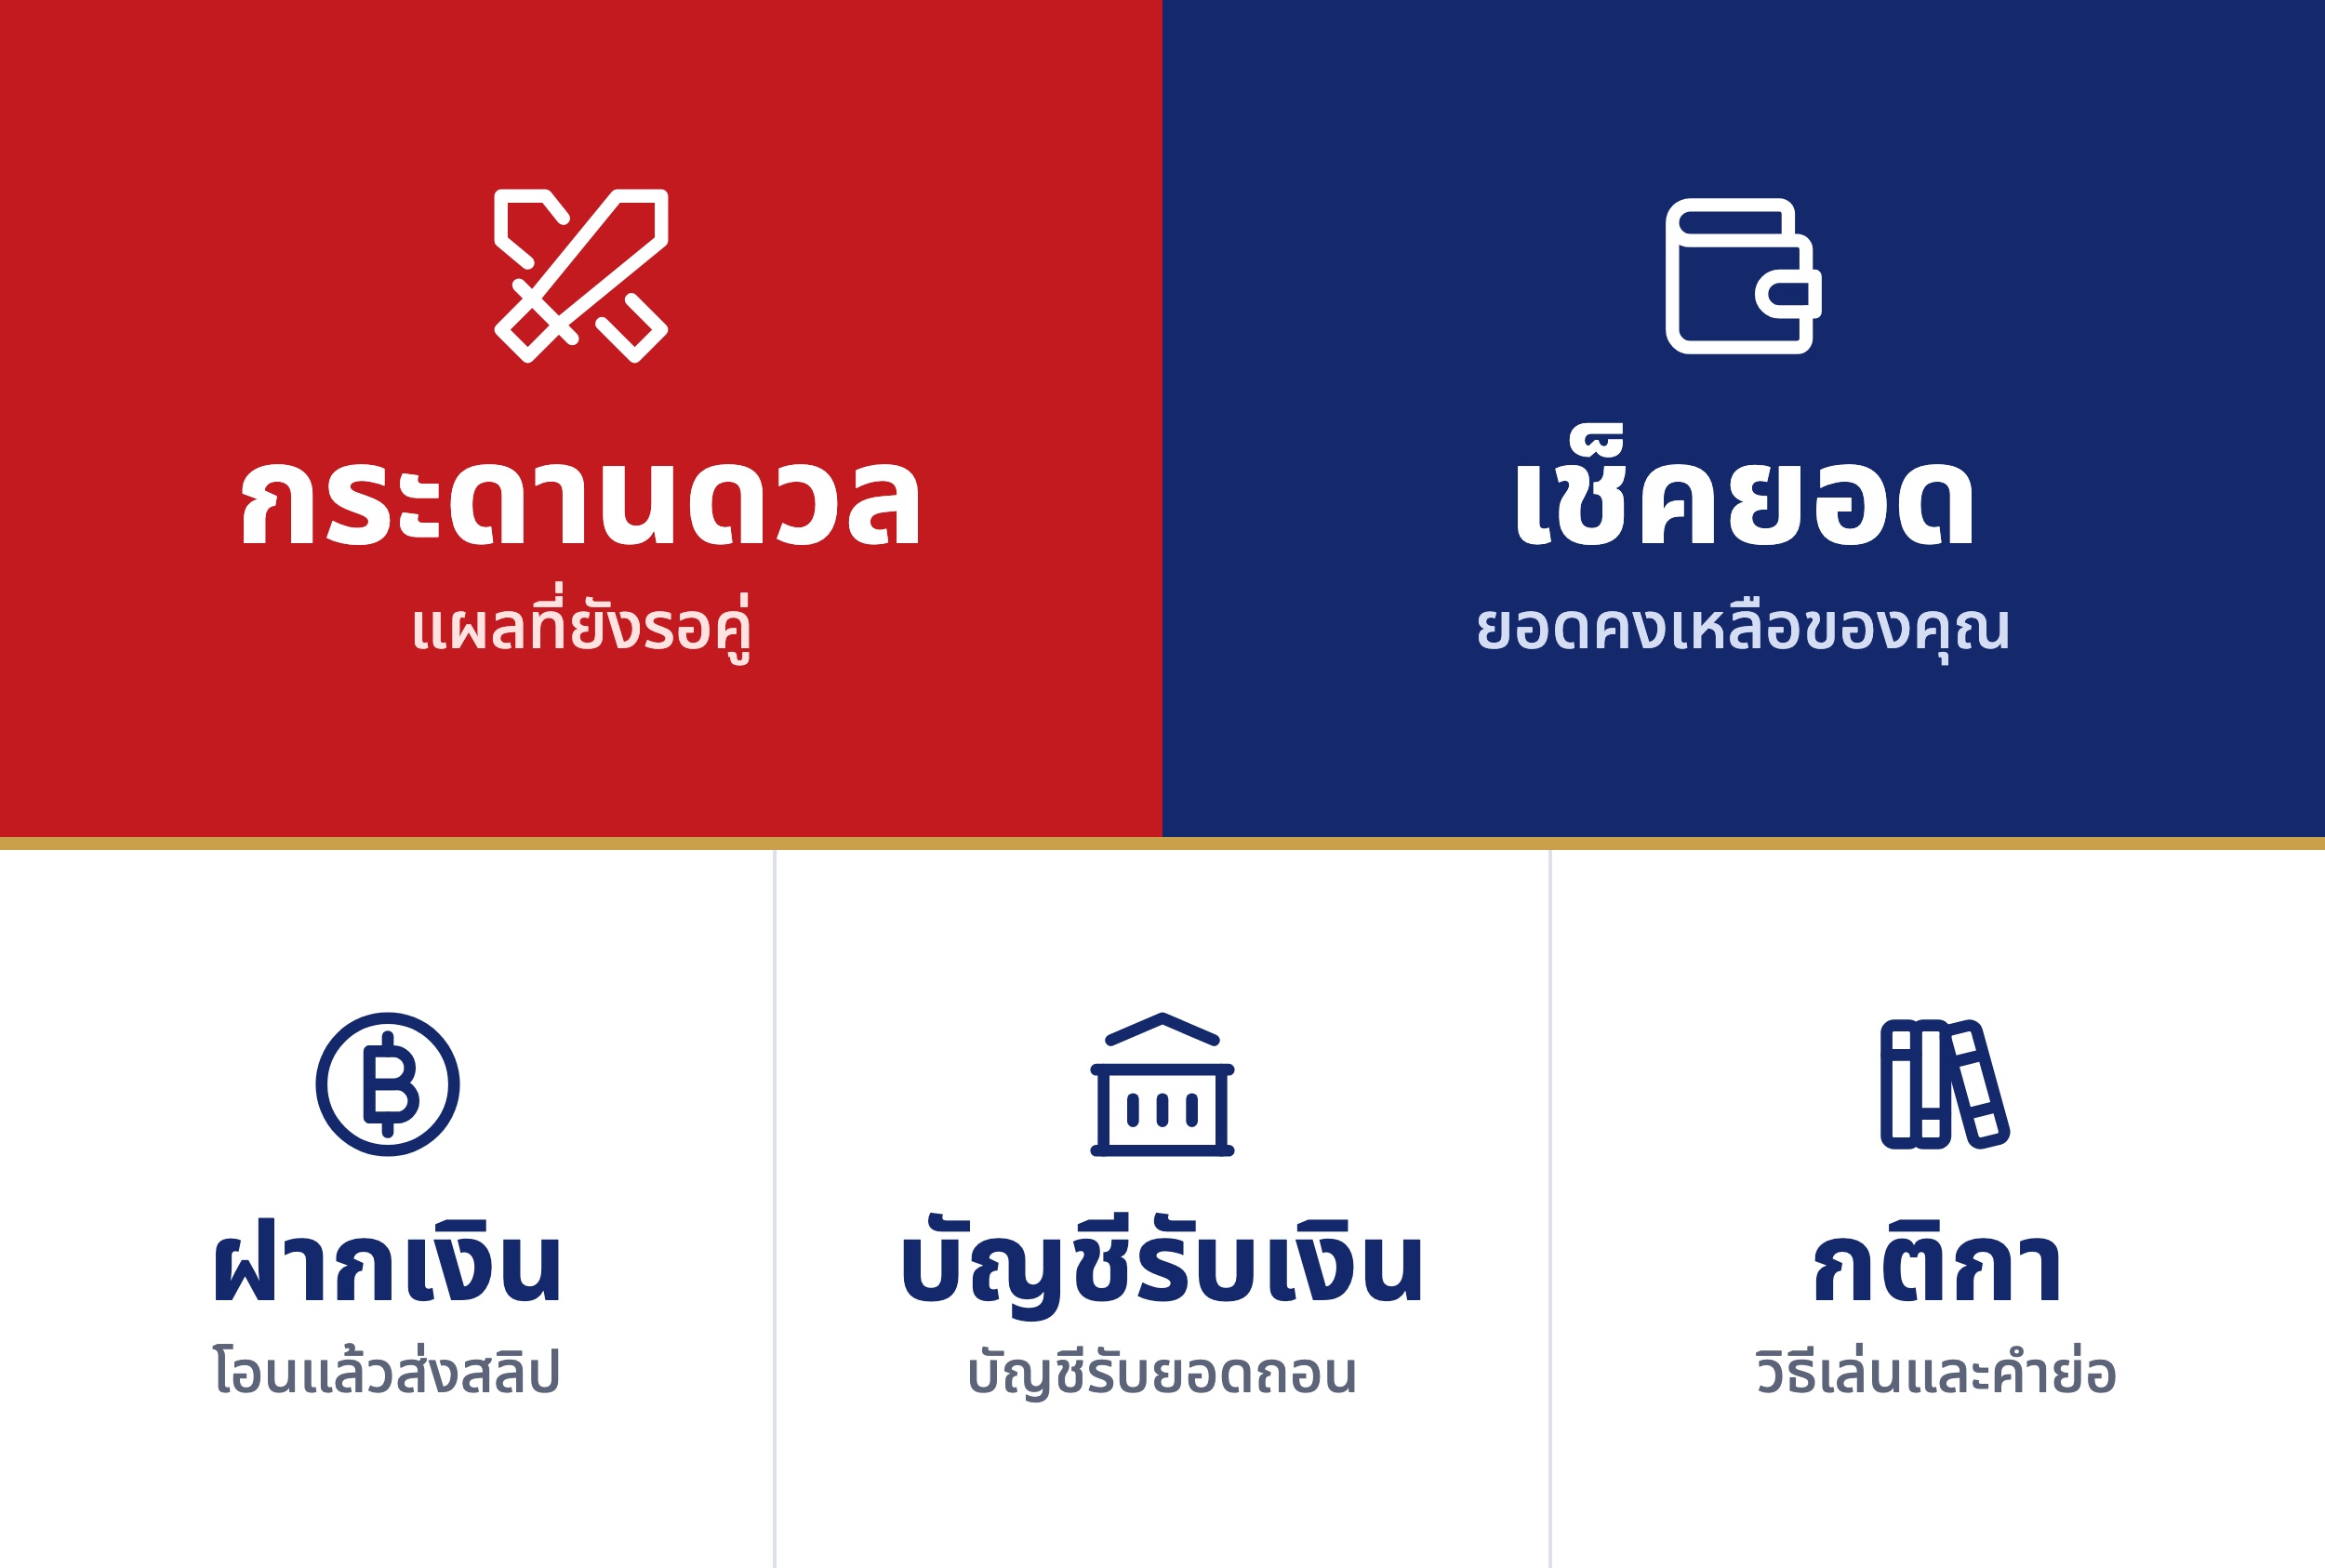 กระดานดวล
แผลที่ยังรอคู่
เช็คยอด
ยอดคงเหลือของคุณ
ฝากเงิน
โอนแล้วส่งสลิป
บัญชีรับเงิน
บัญชีรับยอดถอน
กติกา
วิธีเล่นและคำย่อ